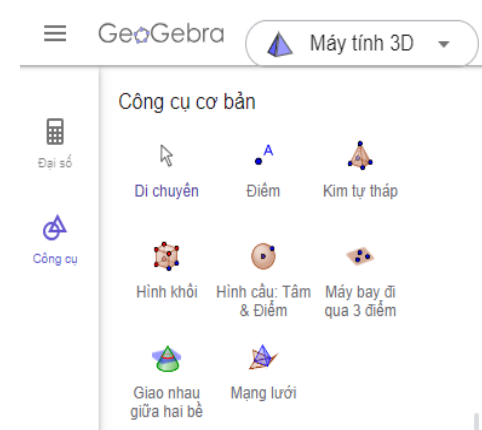 GeoGebra
Máy tính 3D
Đại số
Công cụ
Công cụ cơ bản
Di chuyển
A
Điểm
Kim tự tháp
Hình khối
Hình cầu: Tâm
& Điểm
Máy bay đi
qua 3 điểm
Giao nhau
giữa hai bề
Mạng lưới